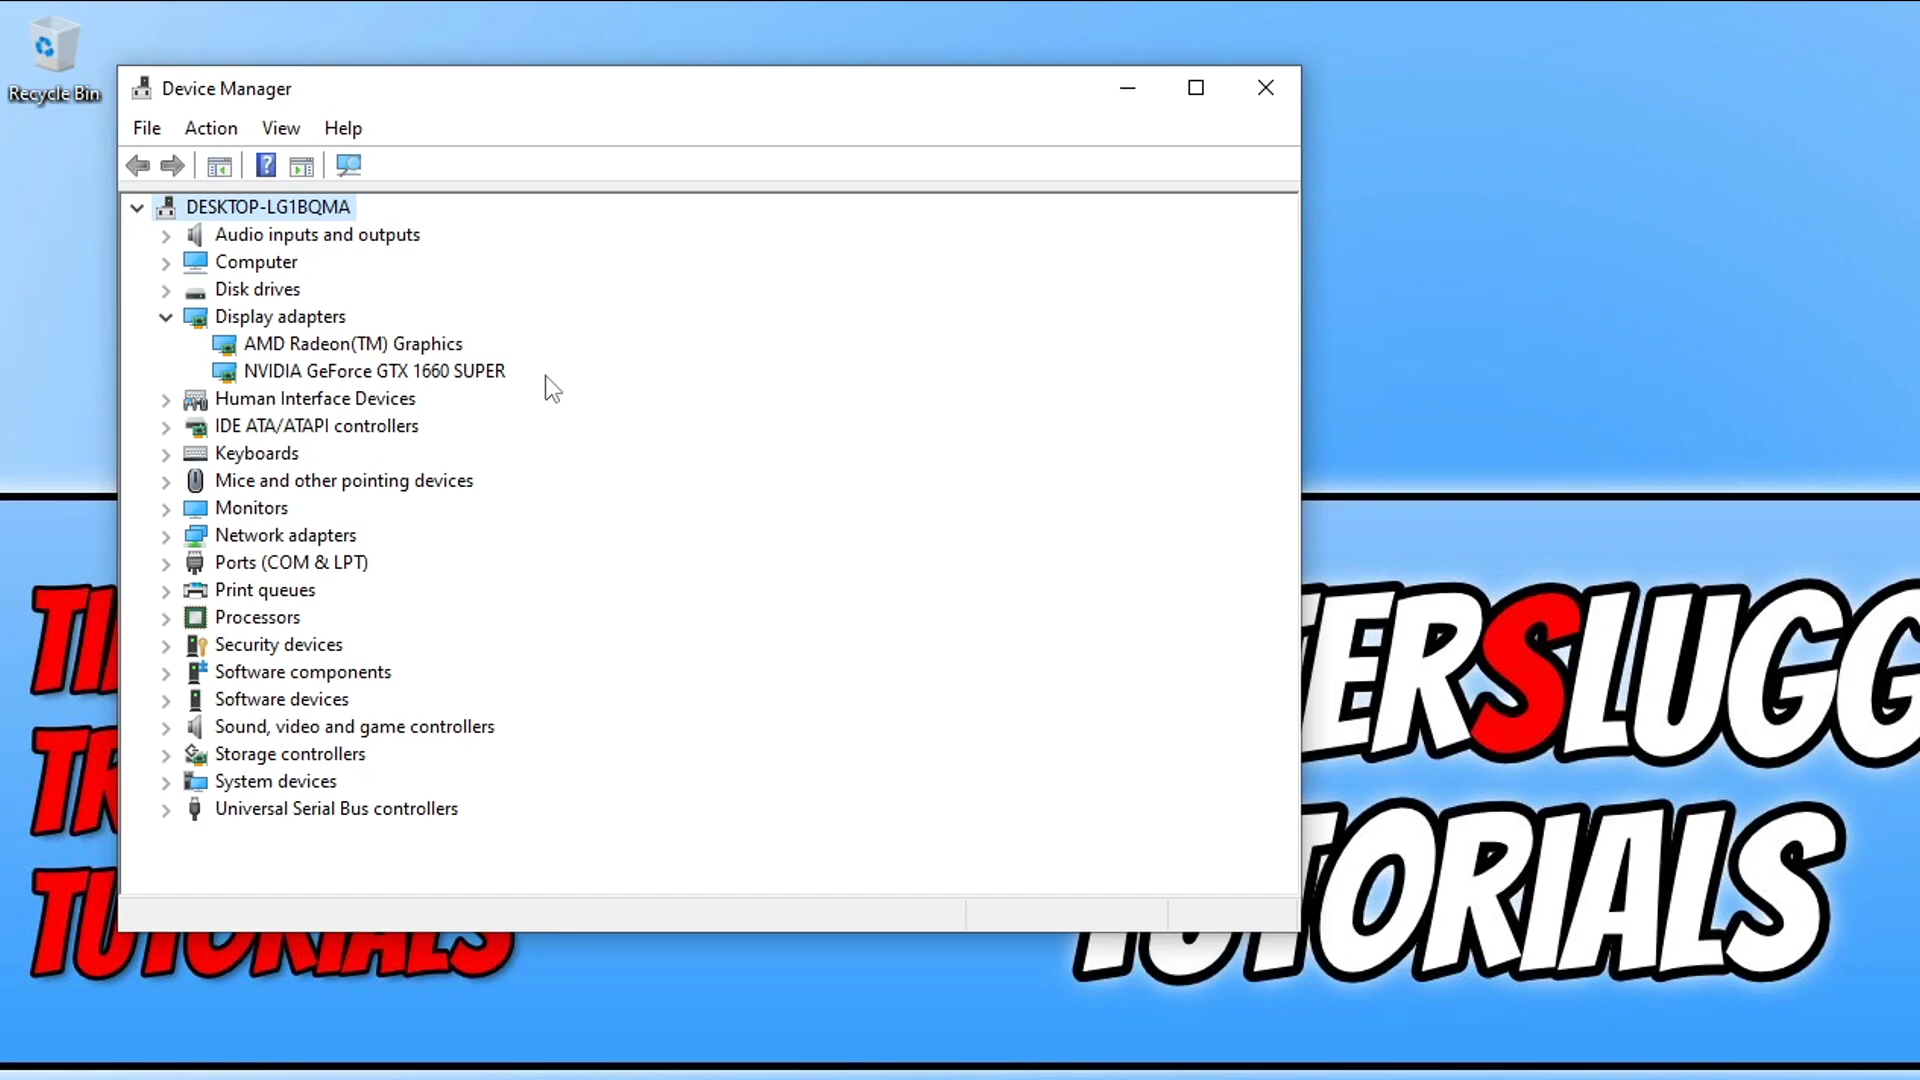 Recycle Bin
Device Manager
File Action View Help
DESKTOP-LG1BQMA
Audio inputs and outputs
Computer
Disk drives
Display adapters
AMD Radeon(TM) Graphics
NVIDIA GeForce GTX 1660 SUPER
Human Interface Devices
IDE ATA/ATAPI controllers
Keyboards
Mice and other pointing devices
Monitors
Network adapters
Ports (COM & LPT)
Print queues
Processors
Security devices
Software components
Software devices
Sound, video and game controllers
Storage controllers
System devices
Universal Serial Bus controllers
TUTORIALS
TUTORIALS